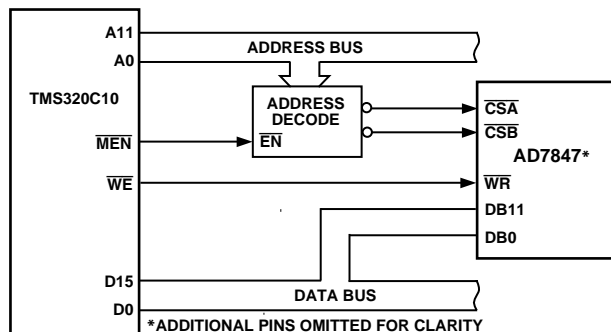 A11
ADDRESS BUS
A0
TMS320C10
ADDRESS
DECODE
CSA
CSB
MEN
EN
AD7847*
WE
WR
DB11
DB0
D15
DATA BUS
D0
*ADDITIONAL PINS OMITTED FOR CLARITY